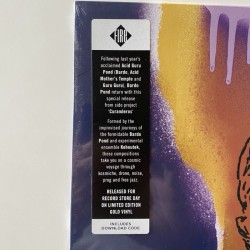 FIRE
Following last year's
acclaimed Acid Guru
Pond (Bardo, Acid
Mother's Temple and
Guru Guru), Bardo
Pond return with this
special release
from side project
'Curanderos'
Formed by the
improvised journeys of
the formidable Bardo
Pond and experimental
ensemble Kohoutek,
these compositions
take you on a cosmic
voyage through
kosmische, drone, noise,
prog and free jazz
RELEASED FOR
RECORD STORE DAY
ON LIMITED EDITION
GOLD VINYL
INCLUDES
DOWNLOAD CODE